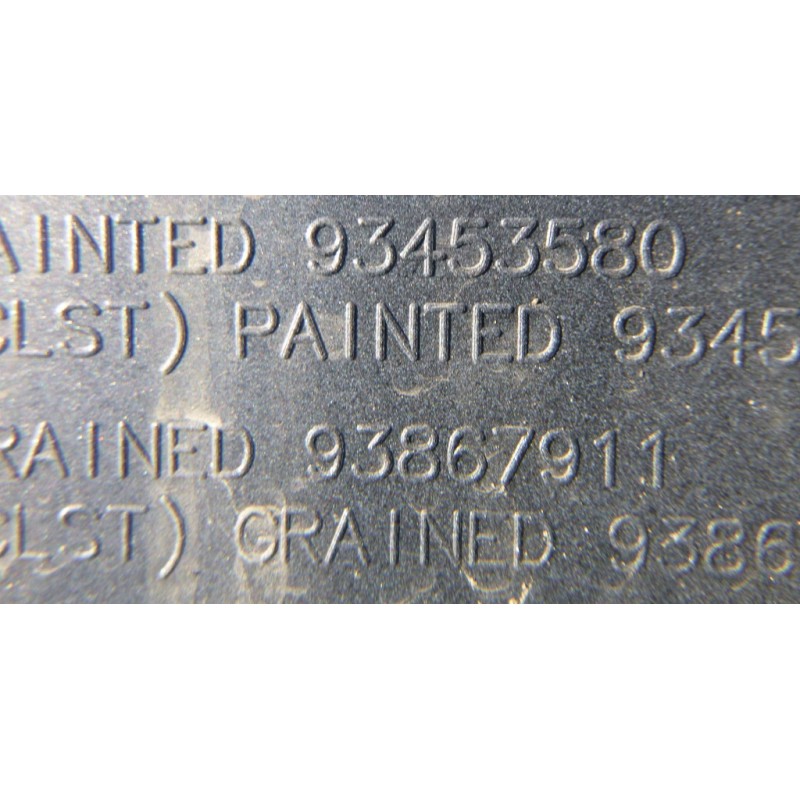 AINTED 93453580
CLST) PAINTED 9345
RAINED 93867911
CLST) GRAINED 9386